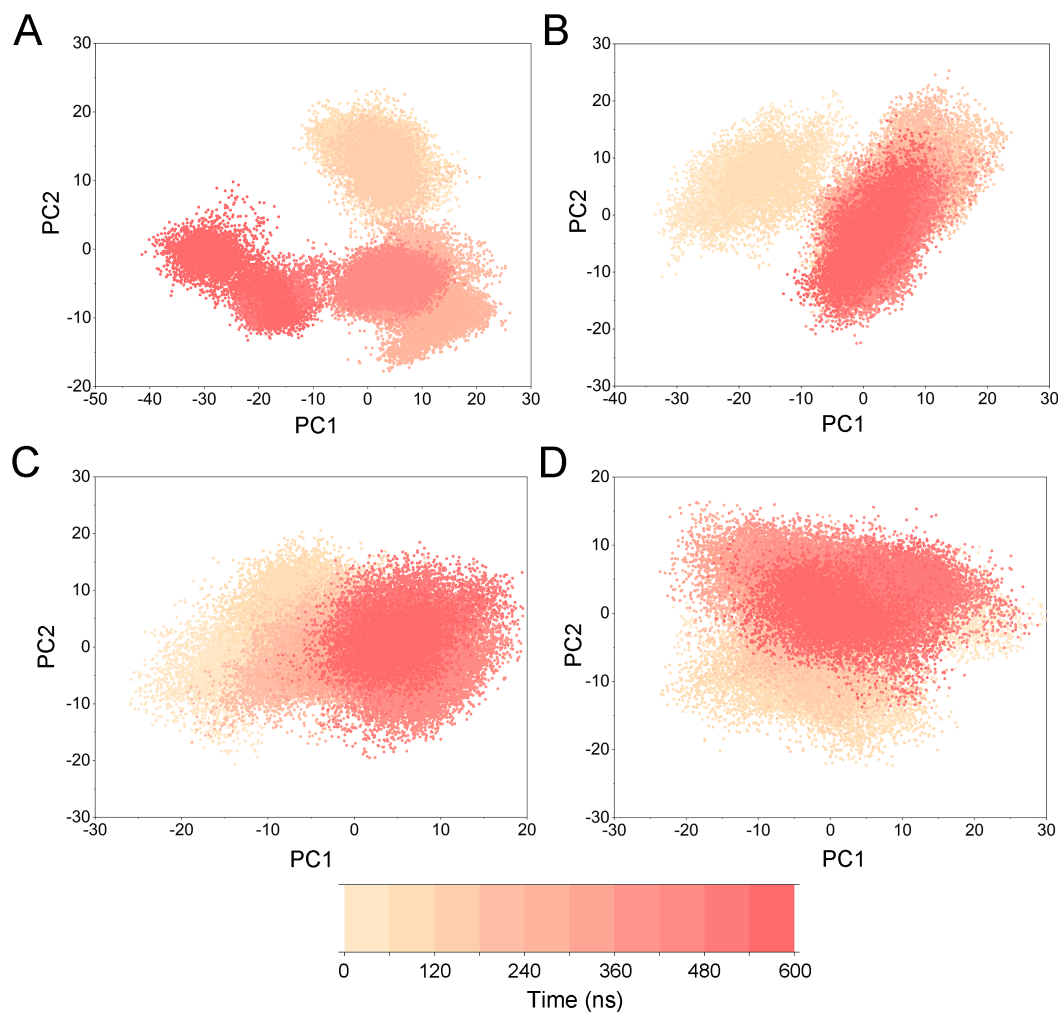 A
30
20
10
0
-10
-20
PC2
-50 -40 -30 -20 -10 0 10 20 30
PC1
B
30
20
10
0
-10
-20
-30
PC2
-40 -30 -20 -10 0 10 20 30
PC1
C
30
20
10
0
-10
-20
-30
PC2
-30 -20 -10 0 10 20
PC1
D
20
10
0
-10
-20
-30
PC2
-30 -20 -10 0 10 20 30
PC1
0 120 240 360 480 600
Time (ns)